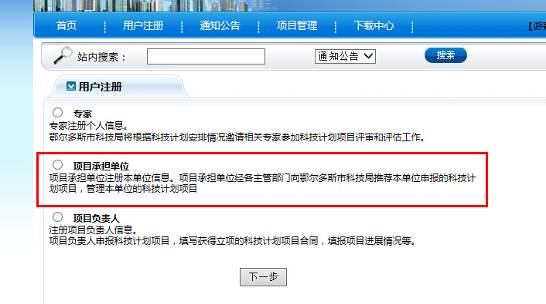 首页 用户注册 通知公告 项目管理 下载中心 [游
站内搜索： 通知公告 搜索
用户注册
专家
专家注册个人信息。
鄂尔多斯市科技局将根据科技计划安排情况邀请相关专家参加科技计划项目评审和评估工作。
项目承担单位
项目承担单位注册本单位信息。项目承担单位经各主管部门向鄂尔多斯市科技局推荐本单位申报的科技计
划项目，管理本单位的科技计划项目
项目负责人
注册项目负责人信息。
项目负责人申报科技计划项目，填写获得立项的科技计划项目合同，填报项目进展情况等。
下一步